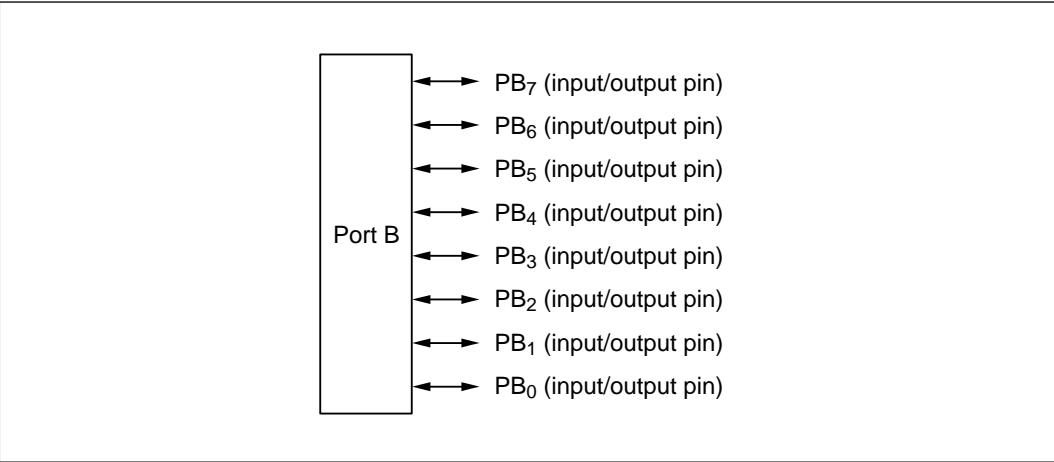 PB7 (input/output pin)
PB6 (input/output pin)
PB5 (input/output pin)
PB4 (input/output pin)
Port B
PB3 (input/output pin)
PB2 (input/output pin)
PB1 (input/output pin)
PB0 (input/output pin)